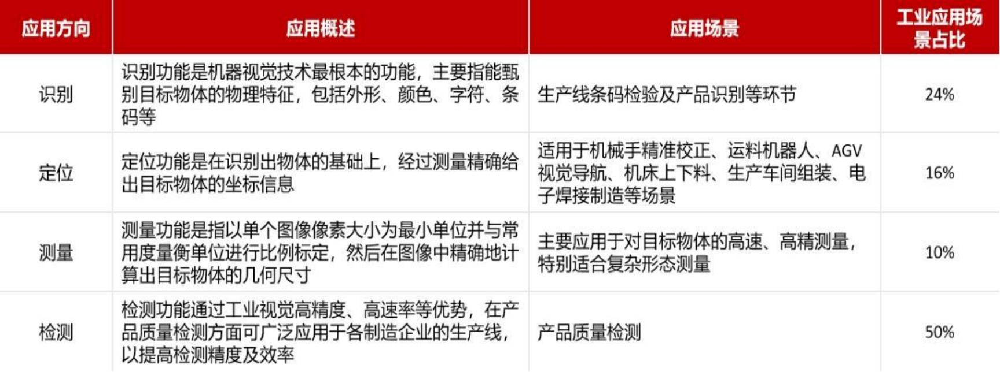 应用方向
应用概述
应用场景
工业应用场
景占比
识别
识别功能是机器视觉技术最根本的功能，主要指能甄
别目标物体的物理特征，包括外形、颜色、字符、条
码等
生产线条码检验及产品识别等环节
24%
定位
定位功能是在识别出物体的基础上，经过测量精确给
出目标物体的坐标信息
适用于机械手精准校正、运料机器人、AGV
视觉导航、机床上下料、生产车间组装、电
子焊接制造等场景
16%
测量
测量功能是指以单个图像像素大小为最小单位并与常
用度量衡单位进行比例标定，然后在图像中精确地计
算出目标物体的几何尺寸
主要应用于对目标物体的高速、高精测量，
特别适合复杂形态测量
10%
检测
检测功能通过工业视觉高精度、高速率等优势，在产
品质量检测方面可广泛应用于各制造企业的生产线，
以提高检测精度及效率
产品质量检测
50%